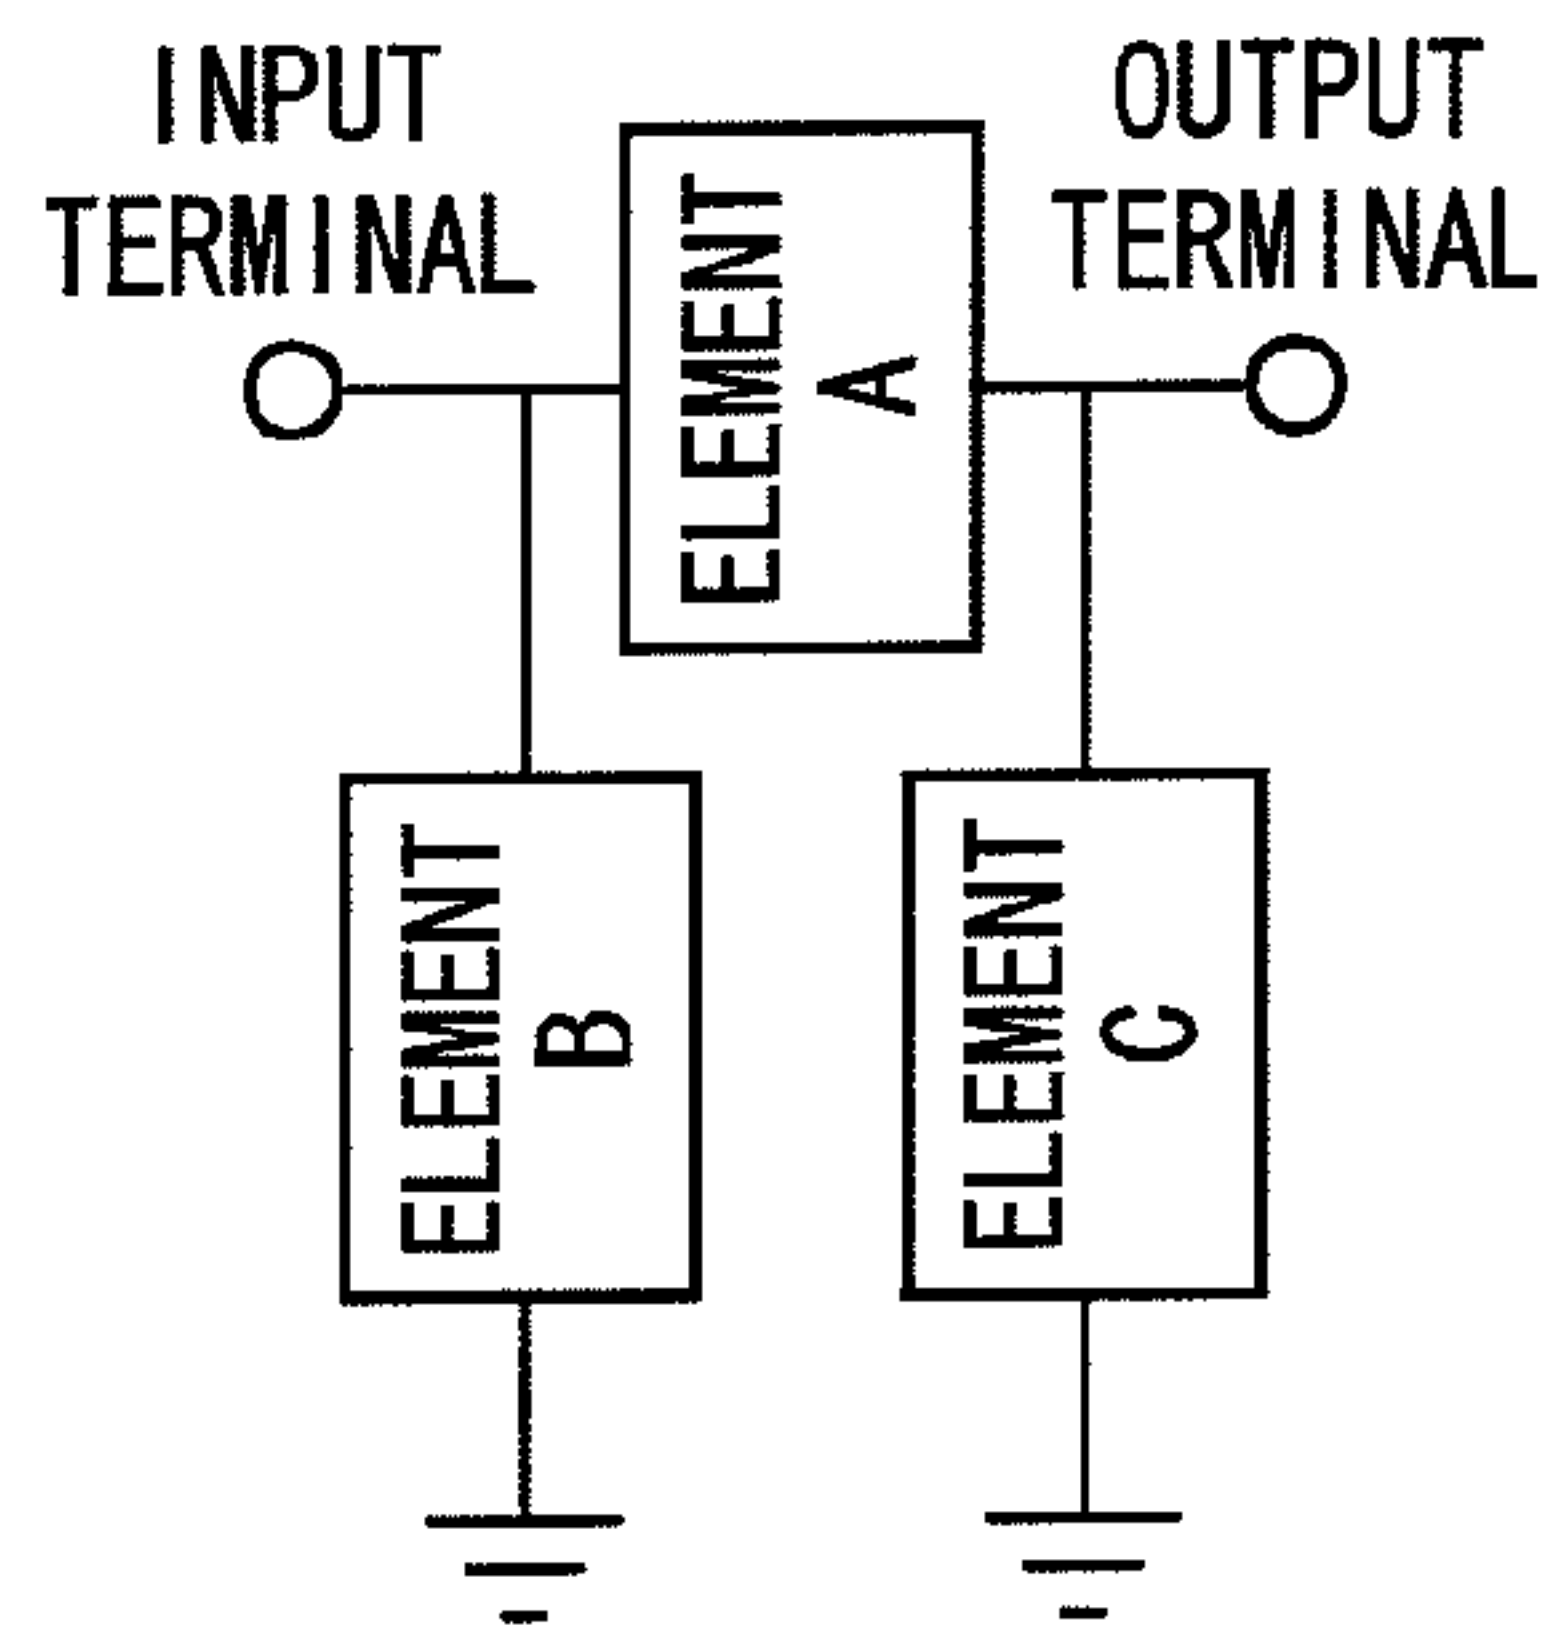 INPUT
TERMINAL
OUTPUT
TERMINAL
ELEMENT
A
ELEMENT
B
ELEMENT
C